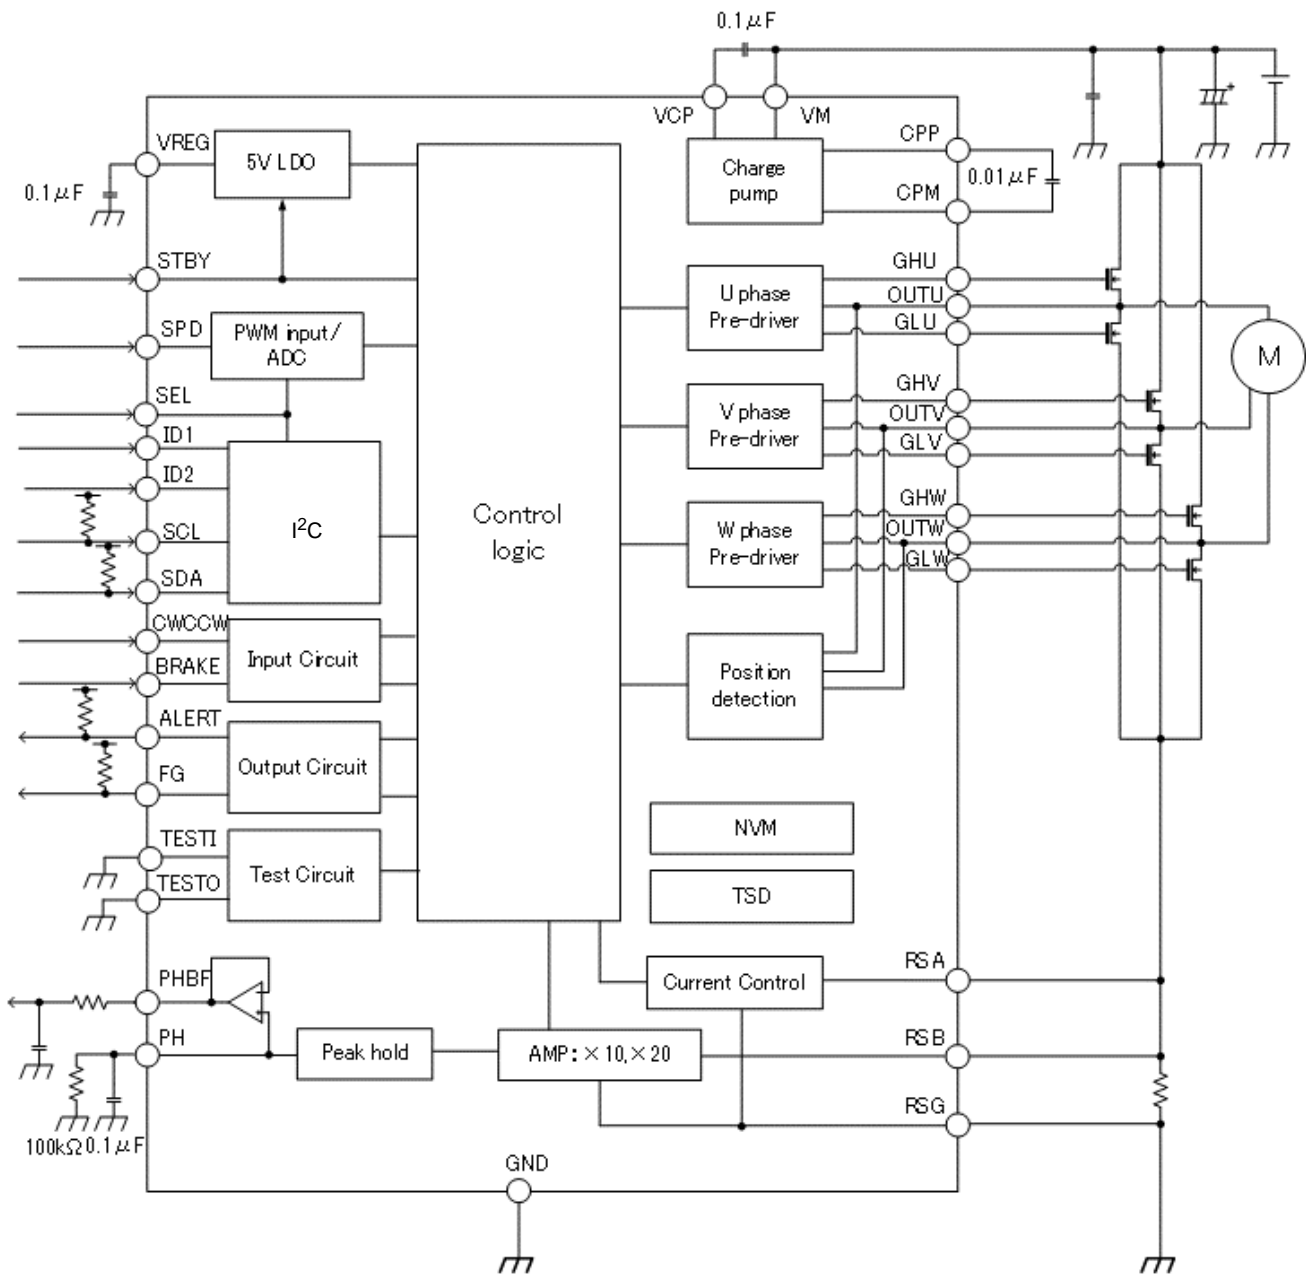 0.1μF
VCP
VM
VREG
5V LDO
0.1μF
Charge
pump
CPP
CPM
0.01μF
STBY
SPD
PWM input/
ADC
SEL
ID1
ID2
SCL
SDA
I²C
Control
logic
U phase
Pre-driver
GHU
OUTU
GLU
M
V phase
Pre-driver
GHV
OUTV
GLV
W phase
Pre-driver
GHW
OUTW
GLW
CWCCW
BRAKE
Input Circuit
Position
detection
ALERT
FG
Output Circuit
NVM
TESTI
TESTO
Test Circuit
TSD
PHBF
PH
Peak hold
AMP:×10,×20
Current Control
RSA
RSB
RSG
100kΩ
0.1μF
GND